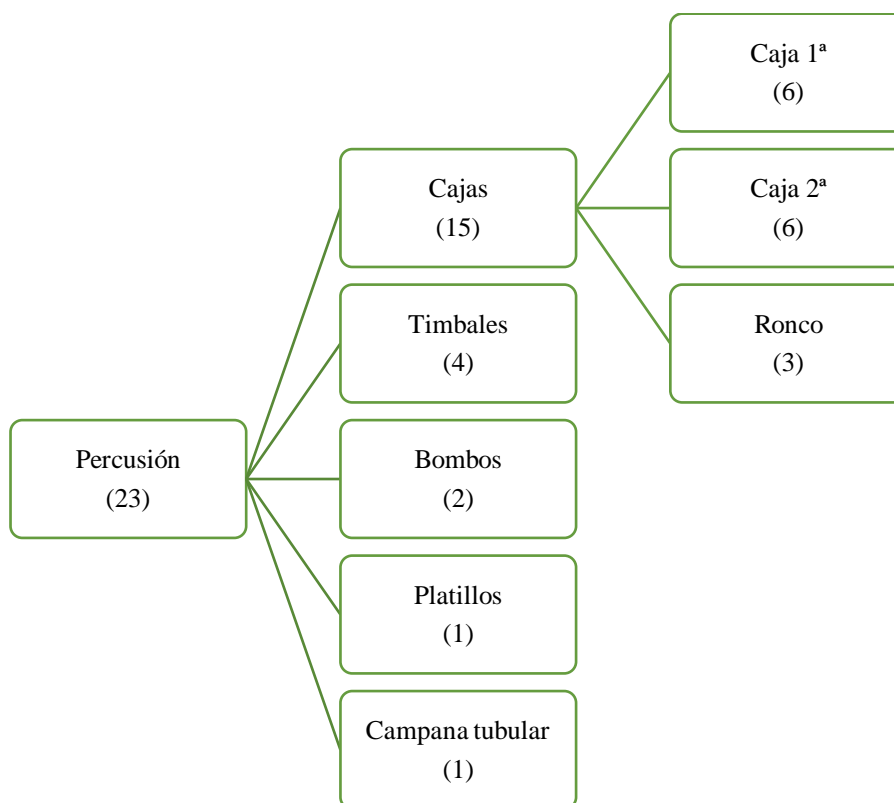 Percusión
(23)
Cajas
(15)
Timbales
(4)
Bombos
(2)
Platillos
(1)
Campana tubular
(1)
Caja 1ª
(6)
Caja 2ª
(6)
Ronco
(3)